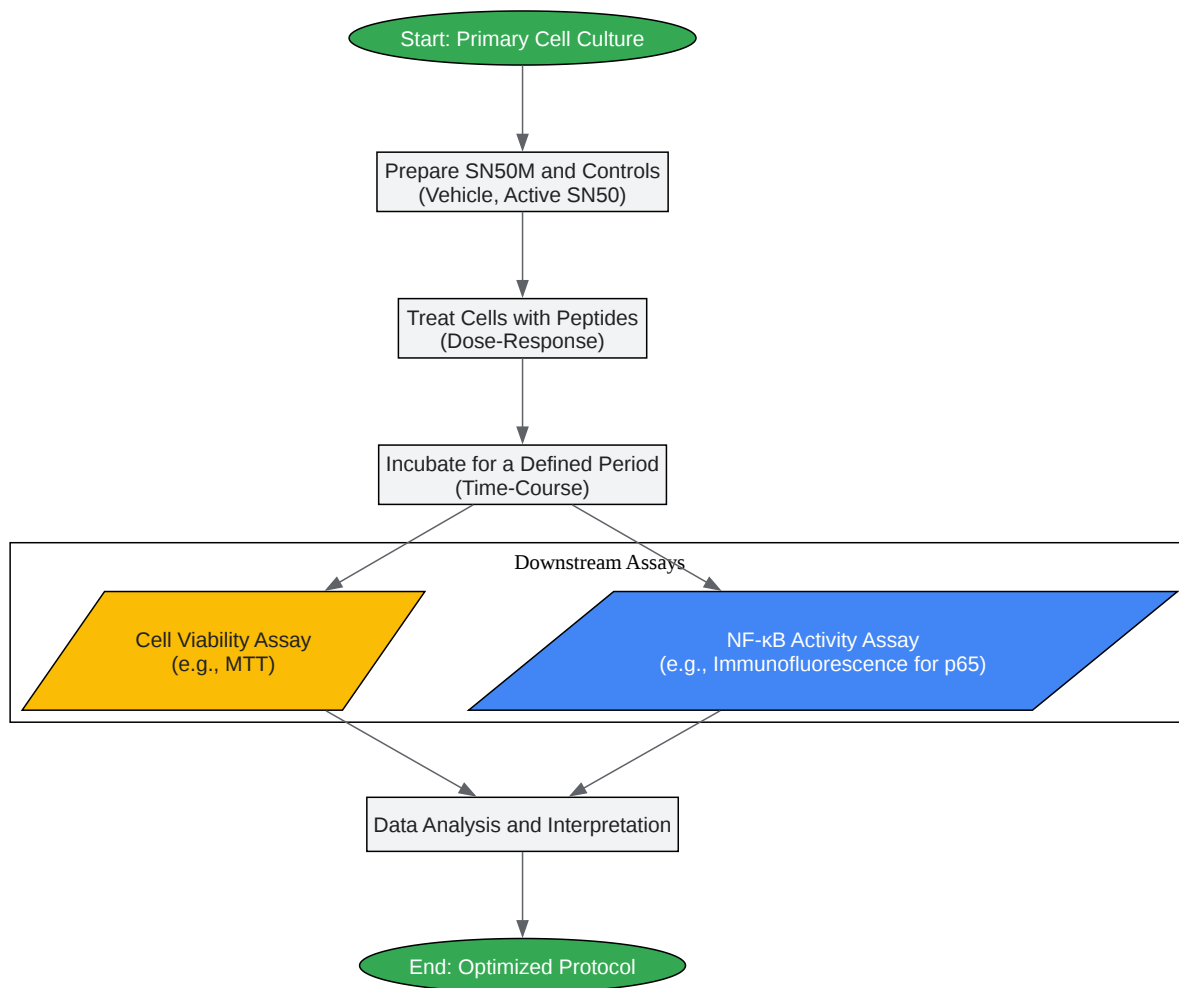 Start: Primary Cell Culture
Prepare SN50M and Controls
(Vehicle, Active SN50)
Treat Cells with Peptides
(Dose-Response)
Incubate for a Defined Period
(Time-Course)
Downstream Assays
Cell Viability Assay
(e.g., MTT)
NF-κB Activity Assay
(e.g., Immunofluorescence for p65)
Data Analysis and Interpretation
End: Optimized Protocol